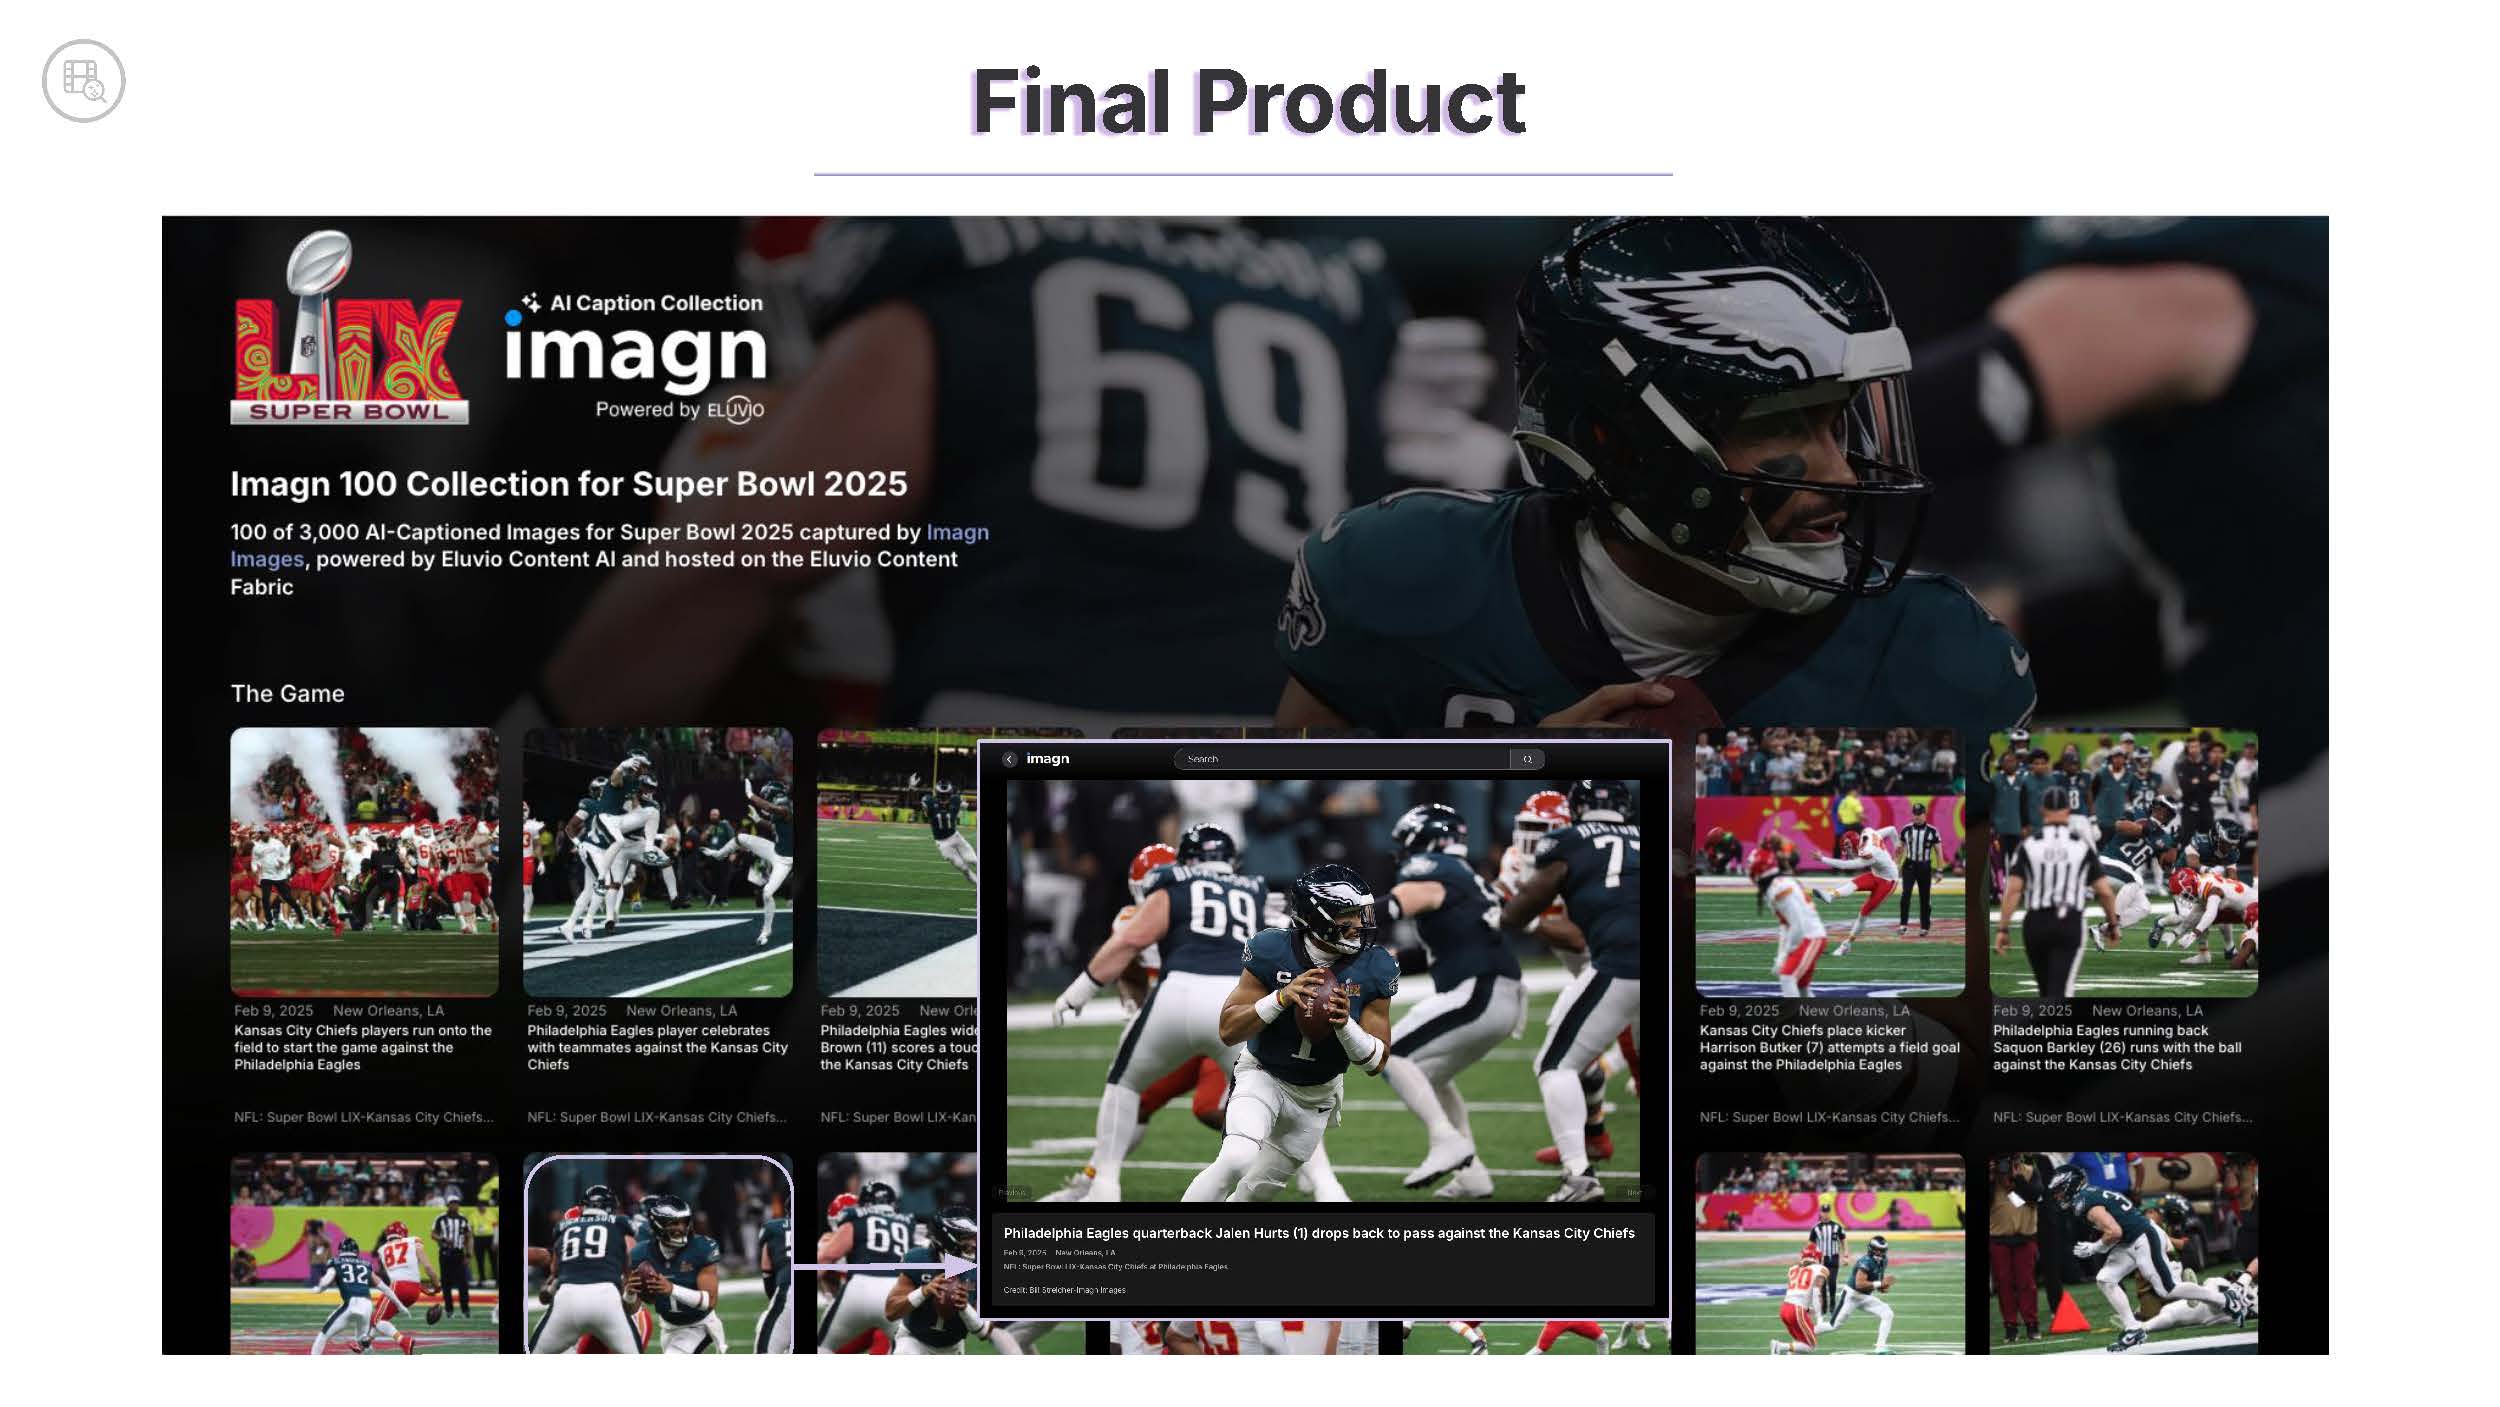 Final Product
LIX
SUPER BOWL
AI Caption Collection
imagn
Powered by ELUVIO
Imagn 100 Collection for Super Bowl 2025
100 of 3,000 AI-Captioned Images for Super Bowl 2025 captured by Imagn
Images, powered by Eluvio Content AI and hosted on the Eluvio Content
Fabric
The Game
Feb 9, 2025 New Orleans, LA
Kansas City Chiefs players run onto the
field to start the game against the
Philadelphia Eagles
NFL: Super Bowl LIX-Kansas City Chiefs...
Feb 9, 2025 New Orleans, LA
Philadelphia Eagles player celebrates
with teammates against the Kansas City
Chiefs
NFL: Super Bowl LIX-Kansas City Chiefs...
Feb 9, 2025 New Orle
Philadelphia Eagles wide
Brown (11) scores a touc
the Kansas City Chiefs
NFL: Super Bowl LIX-Kan
imagn
Search
69
1
Previous
Next
Philadelphia Eagles quarterback Jalen Hurts (1) drops back to pass against the Kansas City Chiefs
Feb 9, 2025 New Orleans, LA
NFL: Super Bowl LIX-Kansas City Chiefs at Philadelphia Eagles
Credit: Bill Streicher-Imagn Images
Feb 9, 2025 New Orleans, LA
Kansas City Chiefs place kicker
Harrison Butker (7) attempts a field goal
against the Philadelphia Eagles
NFL: Super Bowl LIX-Kansas City Chiefs...
Feb 9, 2025 New Orleans, LA
Philadelphia Eagles running back
Saquon Barkley (26) runs with the ball
against the Kansas City Chiefs
NFL: Super Bowl LIX-Kansas City Chiefs...
32
87
69
69
20